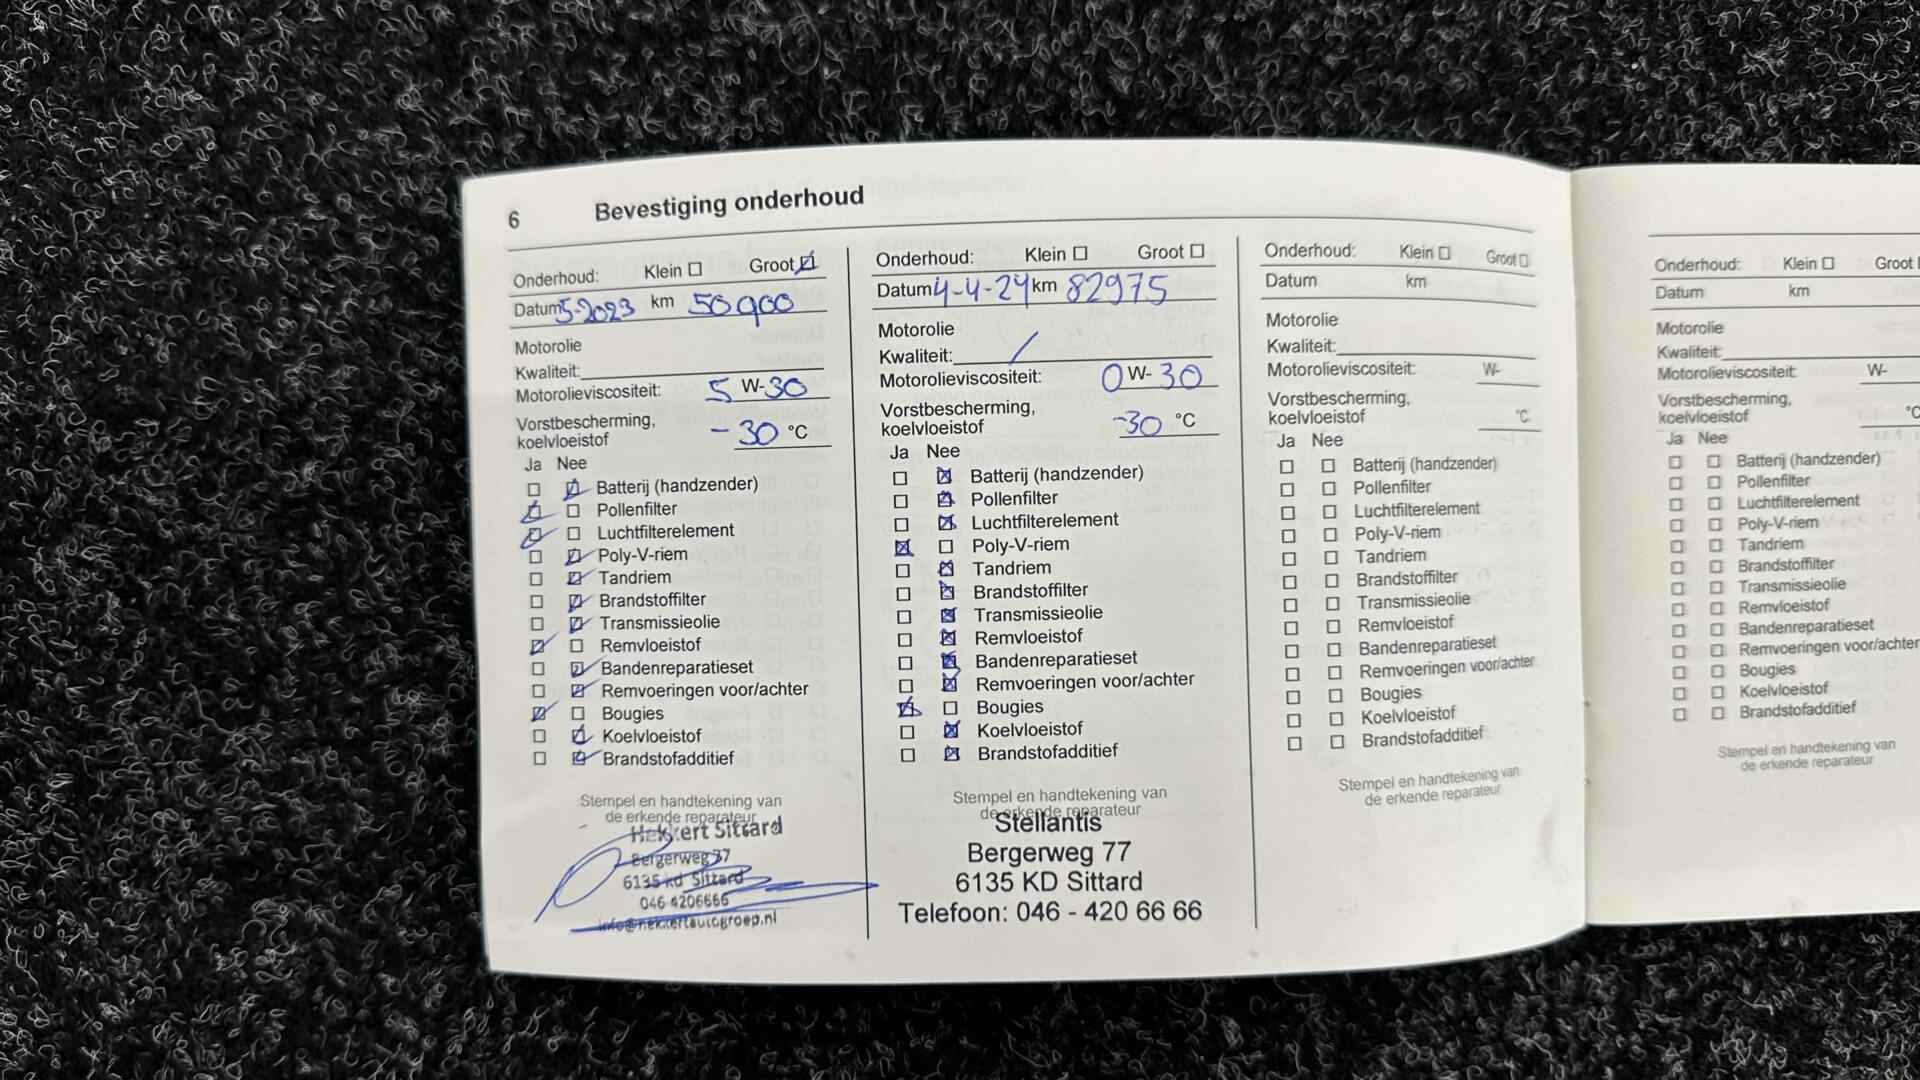 6 Bevestiging onderhoud
Onderhoud: Klein Groot
Datum 5-2023 km 50900
Motorolie
Kwaliteit:
Motorolieviscositeit: 5 W-30
Vorstbescherming,
koelvloeistof -30 °C
Ja Nee
Batterij (handzender)
Pollenfilter
Luchtfilterelement
Poly-V-riem
Tandriem
Brandstoffilter
Transmissieolie
Remvloeistof
Bandenreparatieset
Remvoeringen voor/achter
Bougies
Koelvloeistof
Brandstofadditief
Stempel en handtekening van
de erkende reparateur
Hekkert Sittard
Bergerweg 77
6135 kd Sittard
046 4206666
info@hekkertautogroep.nl
Onderhoud: Klein Groot
Datum 4-4-24 km 82975
Motorolie
Kwaliteit: /
Motorolieviscositeit: 0 W- 30
Vorstbescherming,
koelvloeistof -30 °C
Ja Nee
Batterij (handzender)
Pollenfilter
Luchtfilterelement
Poly-V-riem
Tandriem
Brandstoffilter
Transmissieolie
Remvloeistof
Bandenreparatieset
Remvoeringen voor/achter
Bougies
Koelvloeistof
Brandstofadditief
Stempel en handtekening van
de erkende reparateur
Stellantis
Bergerweg 77
6135 KD Sittard
Telefoon: 046 - 420 66 66
Onderhoud: Klein Groot
Datum km
Motorolie
Kwaliteit:
Motorolieviscositeit: W-
Vorstbescherming,
koelvloeistof °C
Ja Nee
Batterij (handzender)
Pollenfilter
Luchtfilterelement
Poly-V-riem
Tandriem
Brandstoffilter
Transmissieolie
Remvloeistof
Bandenreparatieset
Remvoeringen voor/achter
Bougies
Koelvloeistof
Brandstofadditief
Stempel en handtekening van
de erkende reparateur
Onderhoud: Klein Groot
Datum km
Motorolie
Kwaliteit:
Motorolieviscositeit: W-
Vorstbescherming,
koelvloeistof °C
Ja Nee
Batterij (handzender)
Pollenfilter
Luchtfilterelement
Poly-V-riem
Tandriem
Brandstoffilter
Transmissieolie
Remvloeistof
Bandenreparatieset
Remvoeringen voor/achter
Bougies
Koelvloeistof
Brandstofadditief
Stempel en handtekening van
de erkende reparateur